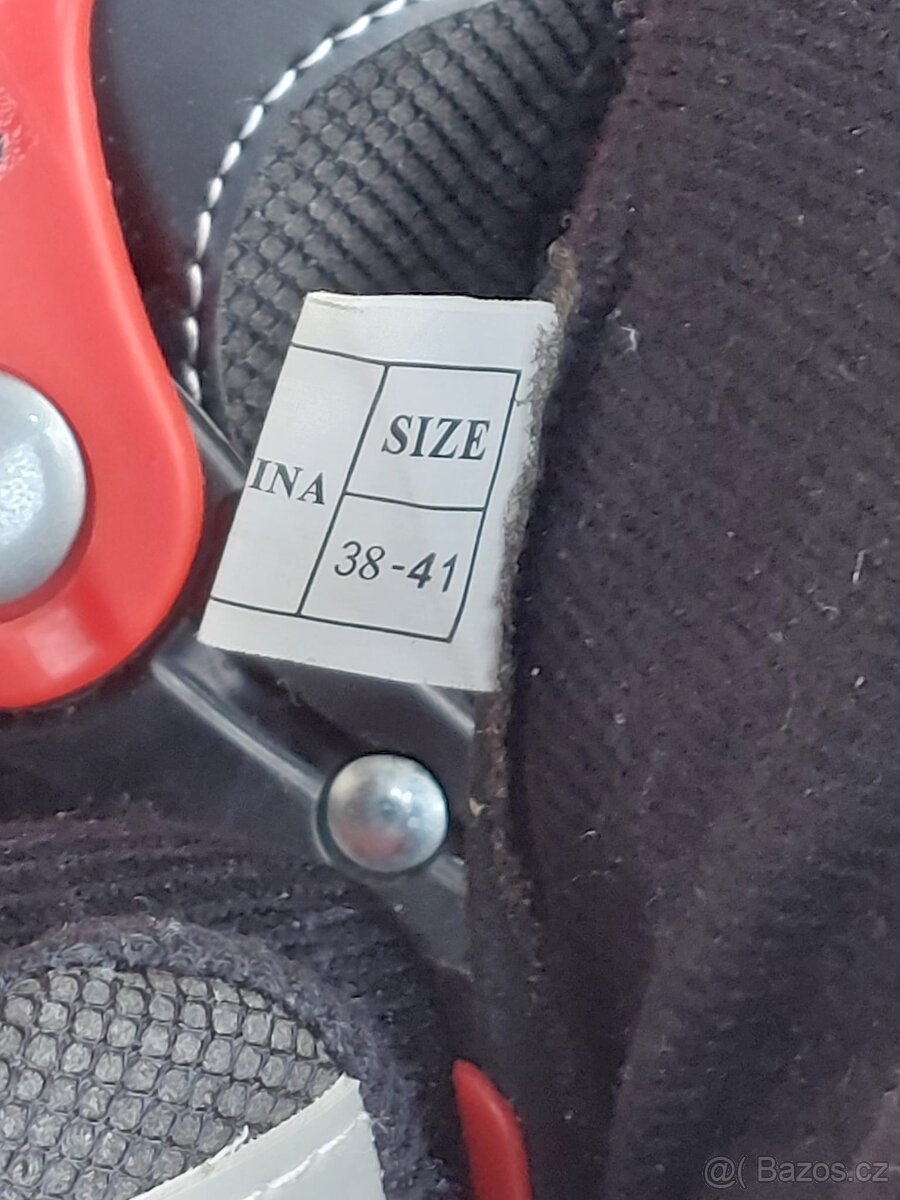 SIZE
INA
38-41
@( Bazos.cz